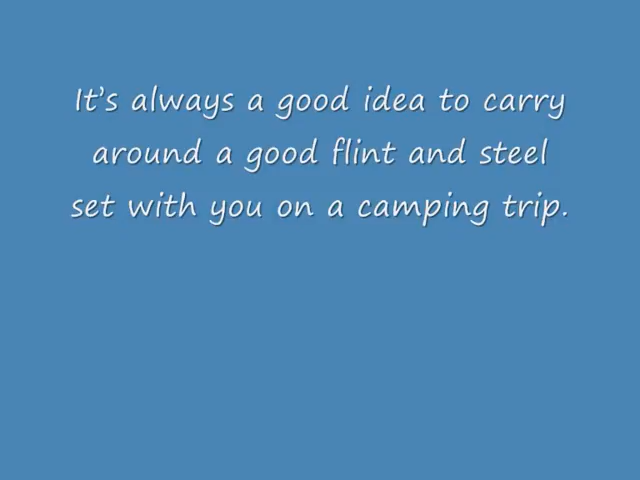 It’s always a good idea to carry
around a good flint and steel
set with you on a camping trip.